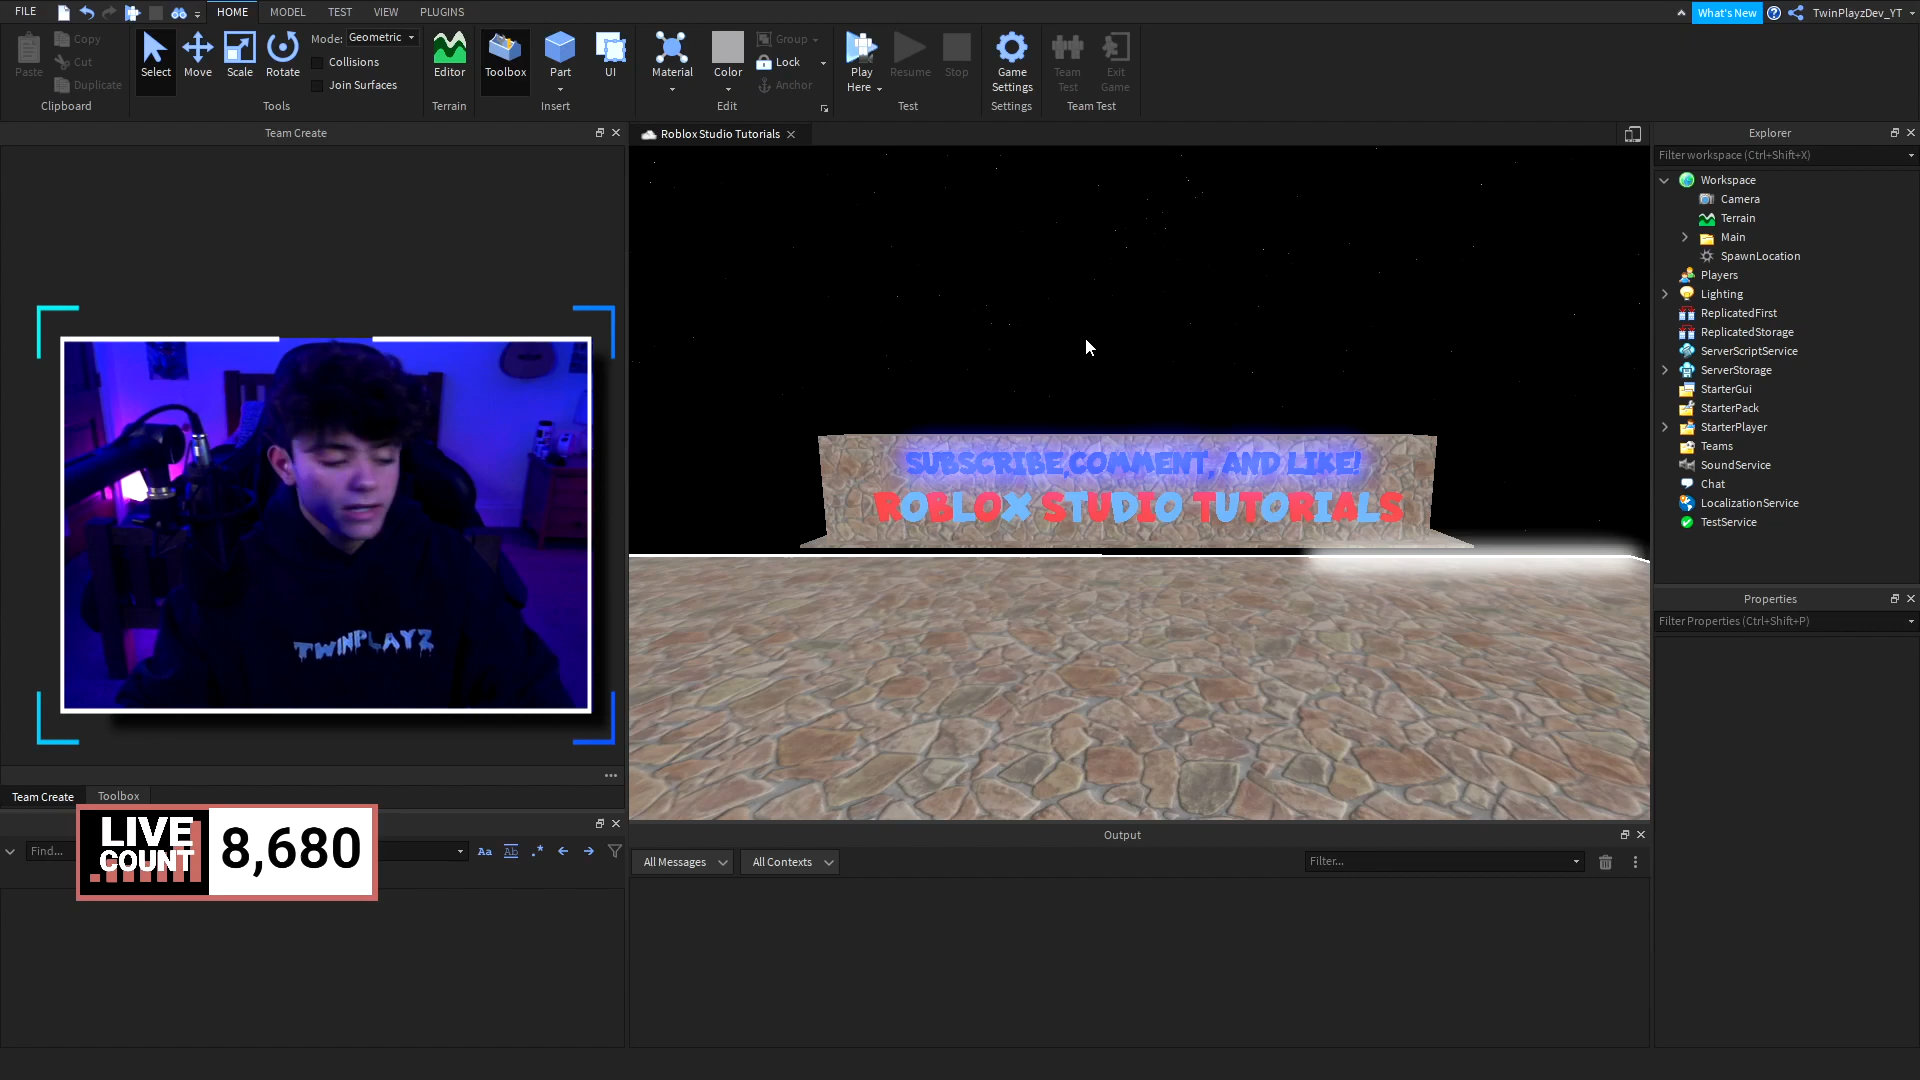 FILE
HOME
MODEL
TEST
VIEW
PLUGINS
What's New
TwinPlayzDev_YT
Paste
Copy
Cut
Duplicate
Clipboard
Select
Move
Scale
Rotate
Mode: Geometric
Collisions
Join Surfaces
Tools
Editor
Terrain
Toolbox
Part
UI
Insert
Material
Color
Group
Lock
Anchor
Edit
Play
Here
Resume
Stop
Test
Game
Settings
Settings
Team
Test
Exit
Game
Team Test
Team Create
Roblox Studio Tutorials
SUBSCRIBE,COMMENT, AND LIKE!
ROBLOX STUDIO TUTORIALS
TWINPLAYZ
Team Create
Toolbox
Find...
Aa
Ab
.*
LIVE
COUNT
8,680
Output
All Messages
All Contexts
Filter...
Explorer
Filter workspace (Ctrl+Shift+X)
Workspace
Camera
Terrain
Main
SpawnLocation
Players
Lighting
ReplicatedFirst
ReplicatedStorage
ServerScriptService
ServerStorage
StarterGui
StarterPack
StarterPlayer
Teams
SoundService
Chat
LocalizationService
TestService
Properties
Filter Properties (Ctrl+Shift+P)